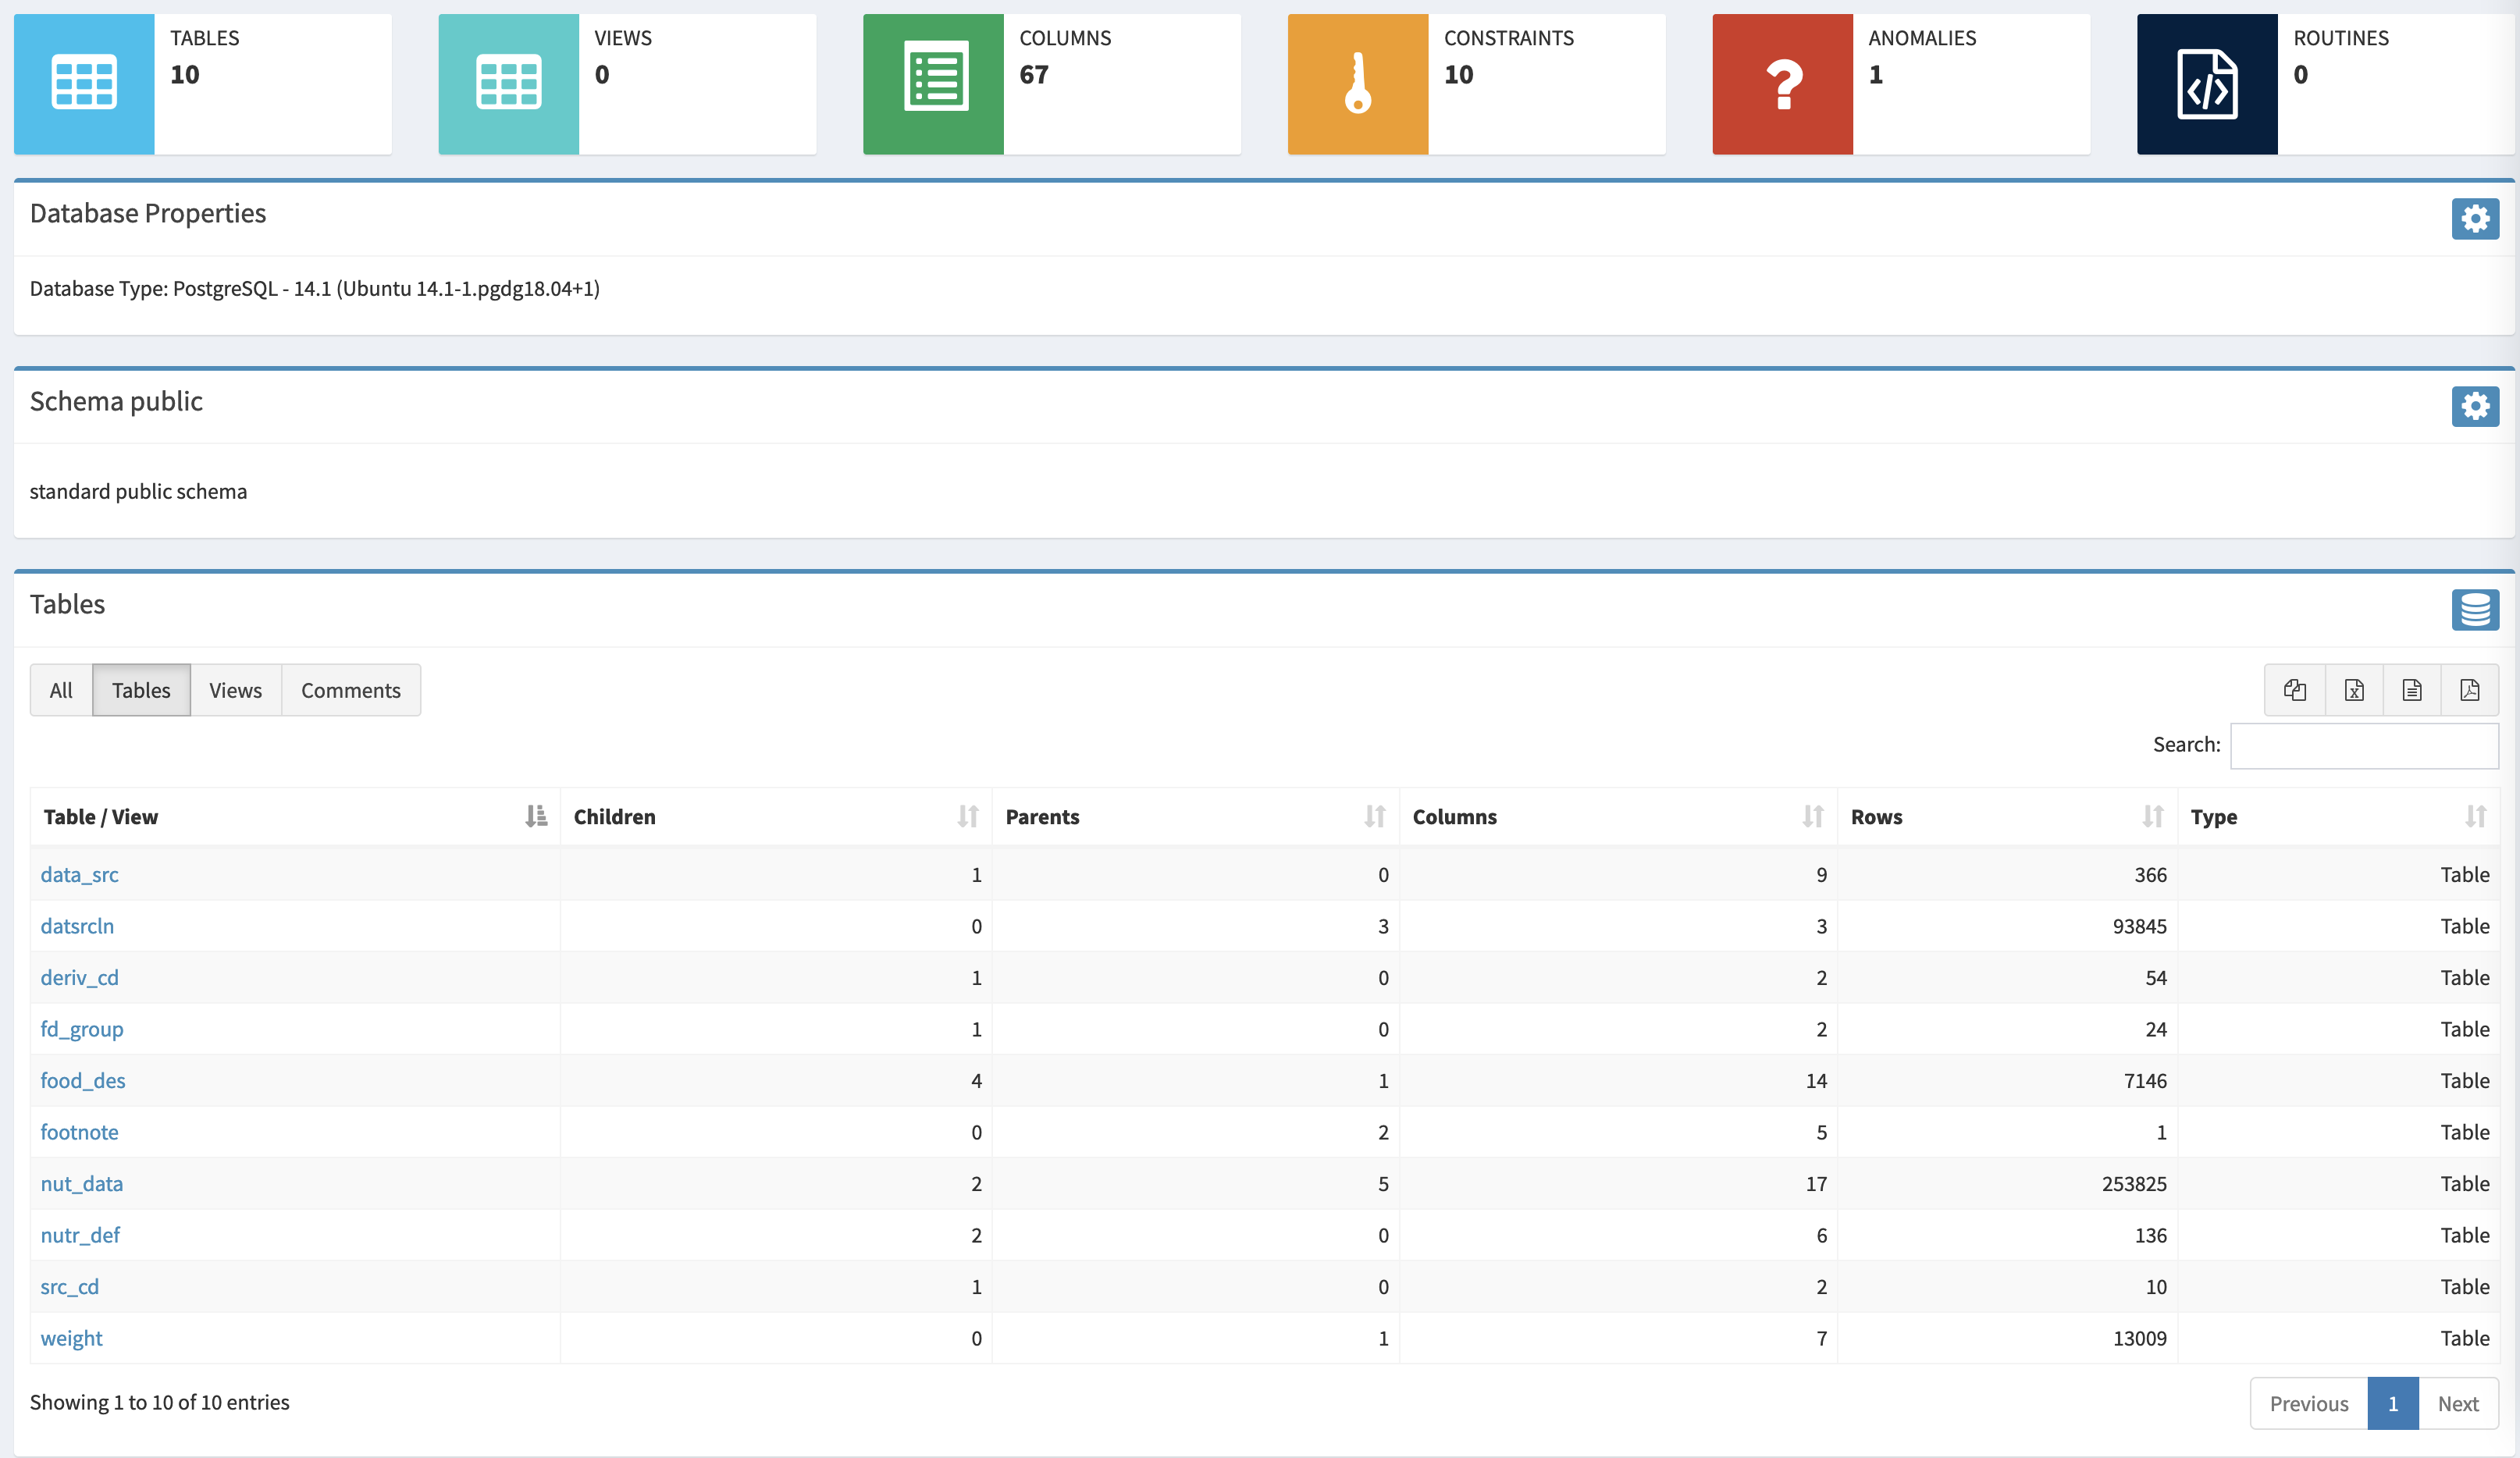 TABLES
10
VIEWS
0
COLUMNS
67
CONSTRAINTS
10
ANOMALIES
1
ROUTINES
0
Database Properties
Database Type: PostgreSQL - 14.1 (Ubuntu 14.1-1.pgdg18.04+1)
Schema public
standard public schema
Tables
All Tables Views Comments
Search:
Table / View Children Parents Columns Rows Type
data_src 1 0 9 366 Table
datsrcln 0 3 3 93845 Table
deriv_cd 1 0 2 54 Table
fd_group 1 0 2 24 Table
food_des 4 1 14 7146 Table
footnote 0 2 5 1 Table
nut_data 2 5 17 253825 Table
nutr_def 2 0 6 136 Table
src_cd 1 0 2 10 Table
weight 0 1 7 13009 Table
Showing 1 to 10 of 10 entries
Previous 1 Next